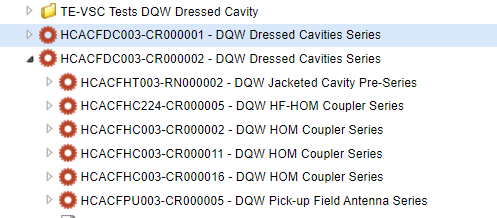 TE-VSC Tests DQW Dressed Cavity
HCACFDC003-CR000001 - DQW Dressed Cavities Series
HCACFDC003-CR000002 - DQW Dressed Cavities Series
HCACFHT003-RN000002 - DQW Jacketed Cavity Pre-Series
HCACFHC224-CR000005 - DQW HF-HOM Coupler Series
HCACFHC003-CR000002 - DQW HOM Coupler Series
HCACFHC003-CR000011 - DQW HOM Coupler Series
HCACFHC003-CR000016 - DQW HOM Coupler Series
HCACFPU003-CR000005 - DQW Pick-up Field Antenna Series